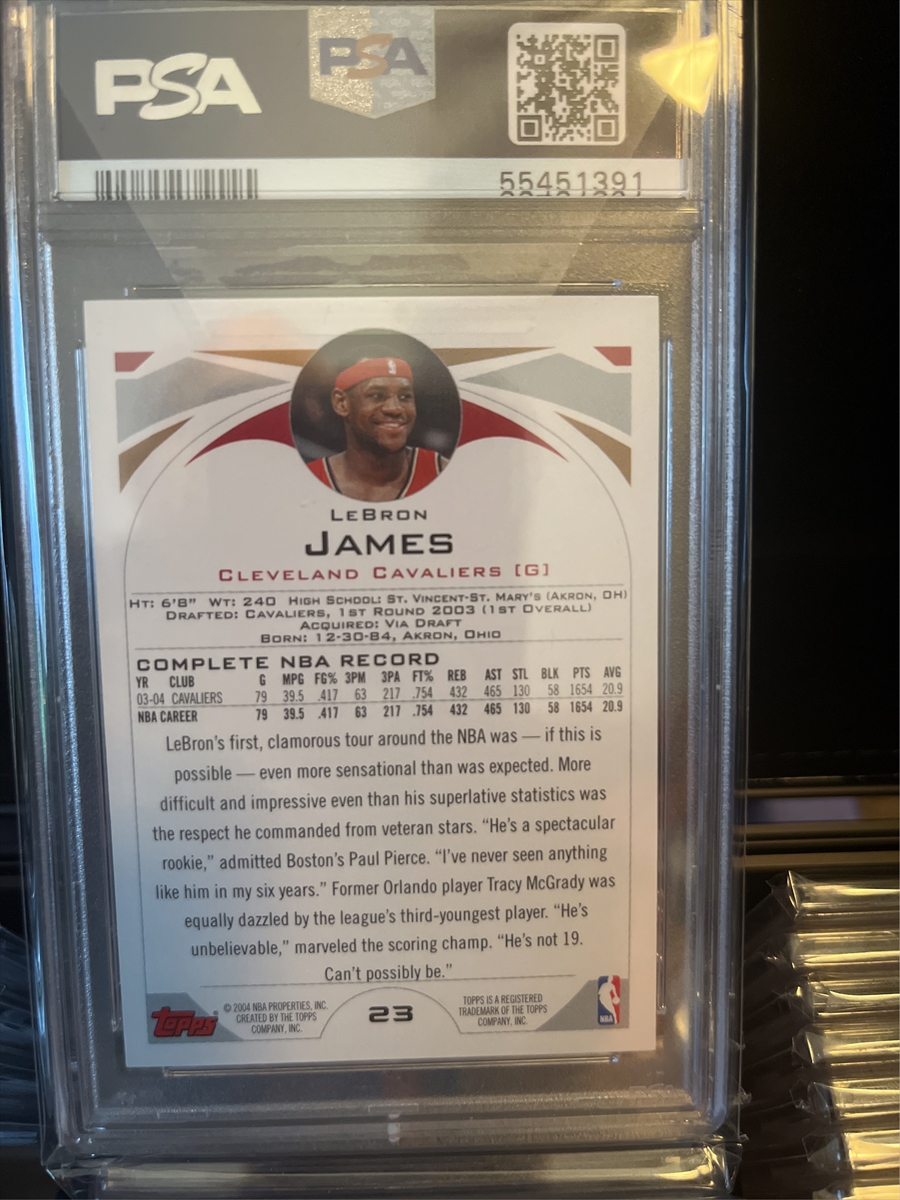 PSA
PSA
55451391
LEBRON
JAMES
CLEVELAND CAVALIERS (G)
HT: 6'8" WT: 240 HIGH SCHOOL: ST. VINCENT-ST. MARY'S (AKRON, OH)
DRAFTED: CAVALIERS, 1ST ROUND 2003 (1ST OVERALL)
ACQUIRED: VIA DRAFT
BORN: 12-30-84, AKRON, OHIO
COMPLETE NBA RECORD
YR CLUB G MPG FG% 3PM 3PA FT% REB AST STL BLK PTS AVG
03-04 CAVALIERS 79 39.5 .417 63 217 .754 432 465 130 58 1654 20.9
NBA CAREER 79 39.5 .417 63 217 .754 432 465 130 58 1654 20.9
LeBron's first, clamorous tour around the NBA was — if this is
possible — even more sensational than was expected. More
difficult and impressive even than his superlative statistics was
the respect he commanded from veteran stars. "He's a spectacular
rookie," admitted Boston's Paul Pierce. "I've never seen anything
like him in my six years." Former Orlando player Tracy McGrady was
equally dazzled by the league's third-youngest player. "He's
unbelievable," marveled the scoring champ. "He's not 19.
Can't possibly be."
topps
© 2004 NBA PROPERTIES, INC.
CREATED BY THE TOPPS
COMPANY, INC.
23
TOPPS IS A REGISTERED
TRADEMARK OF THE TOPPS
COMPANY, INC.
NBA